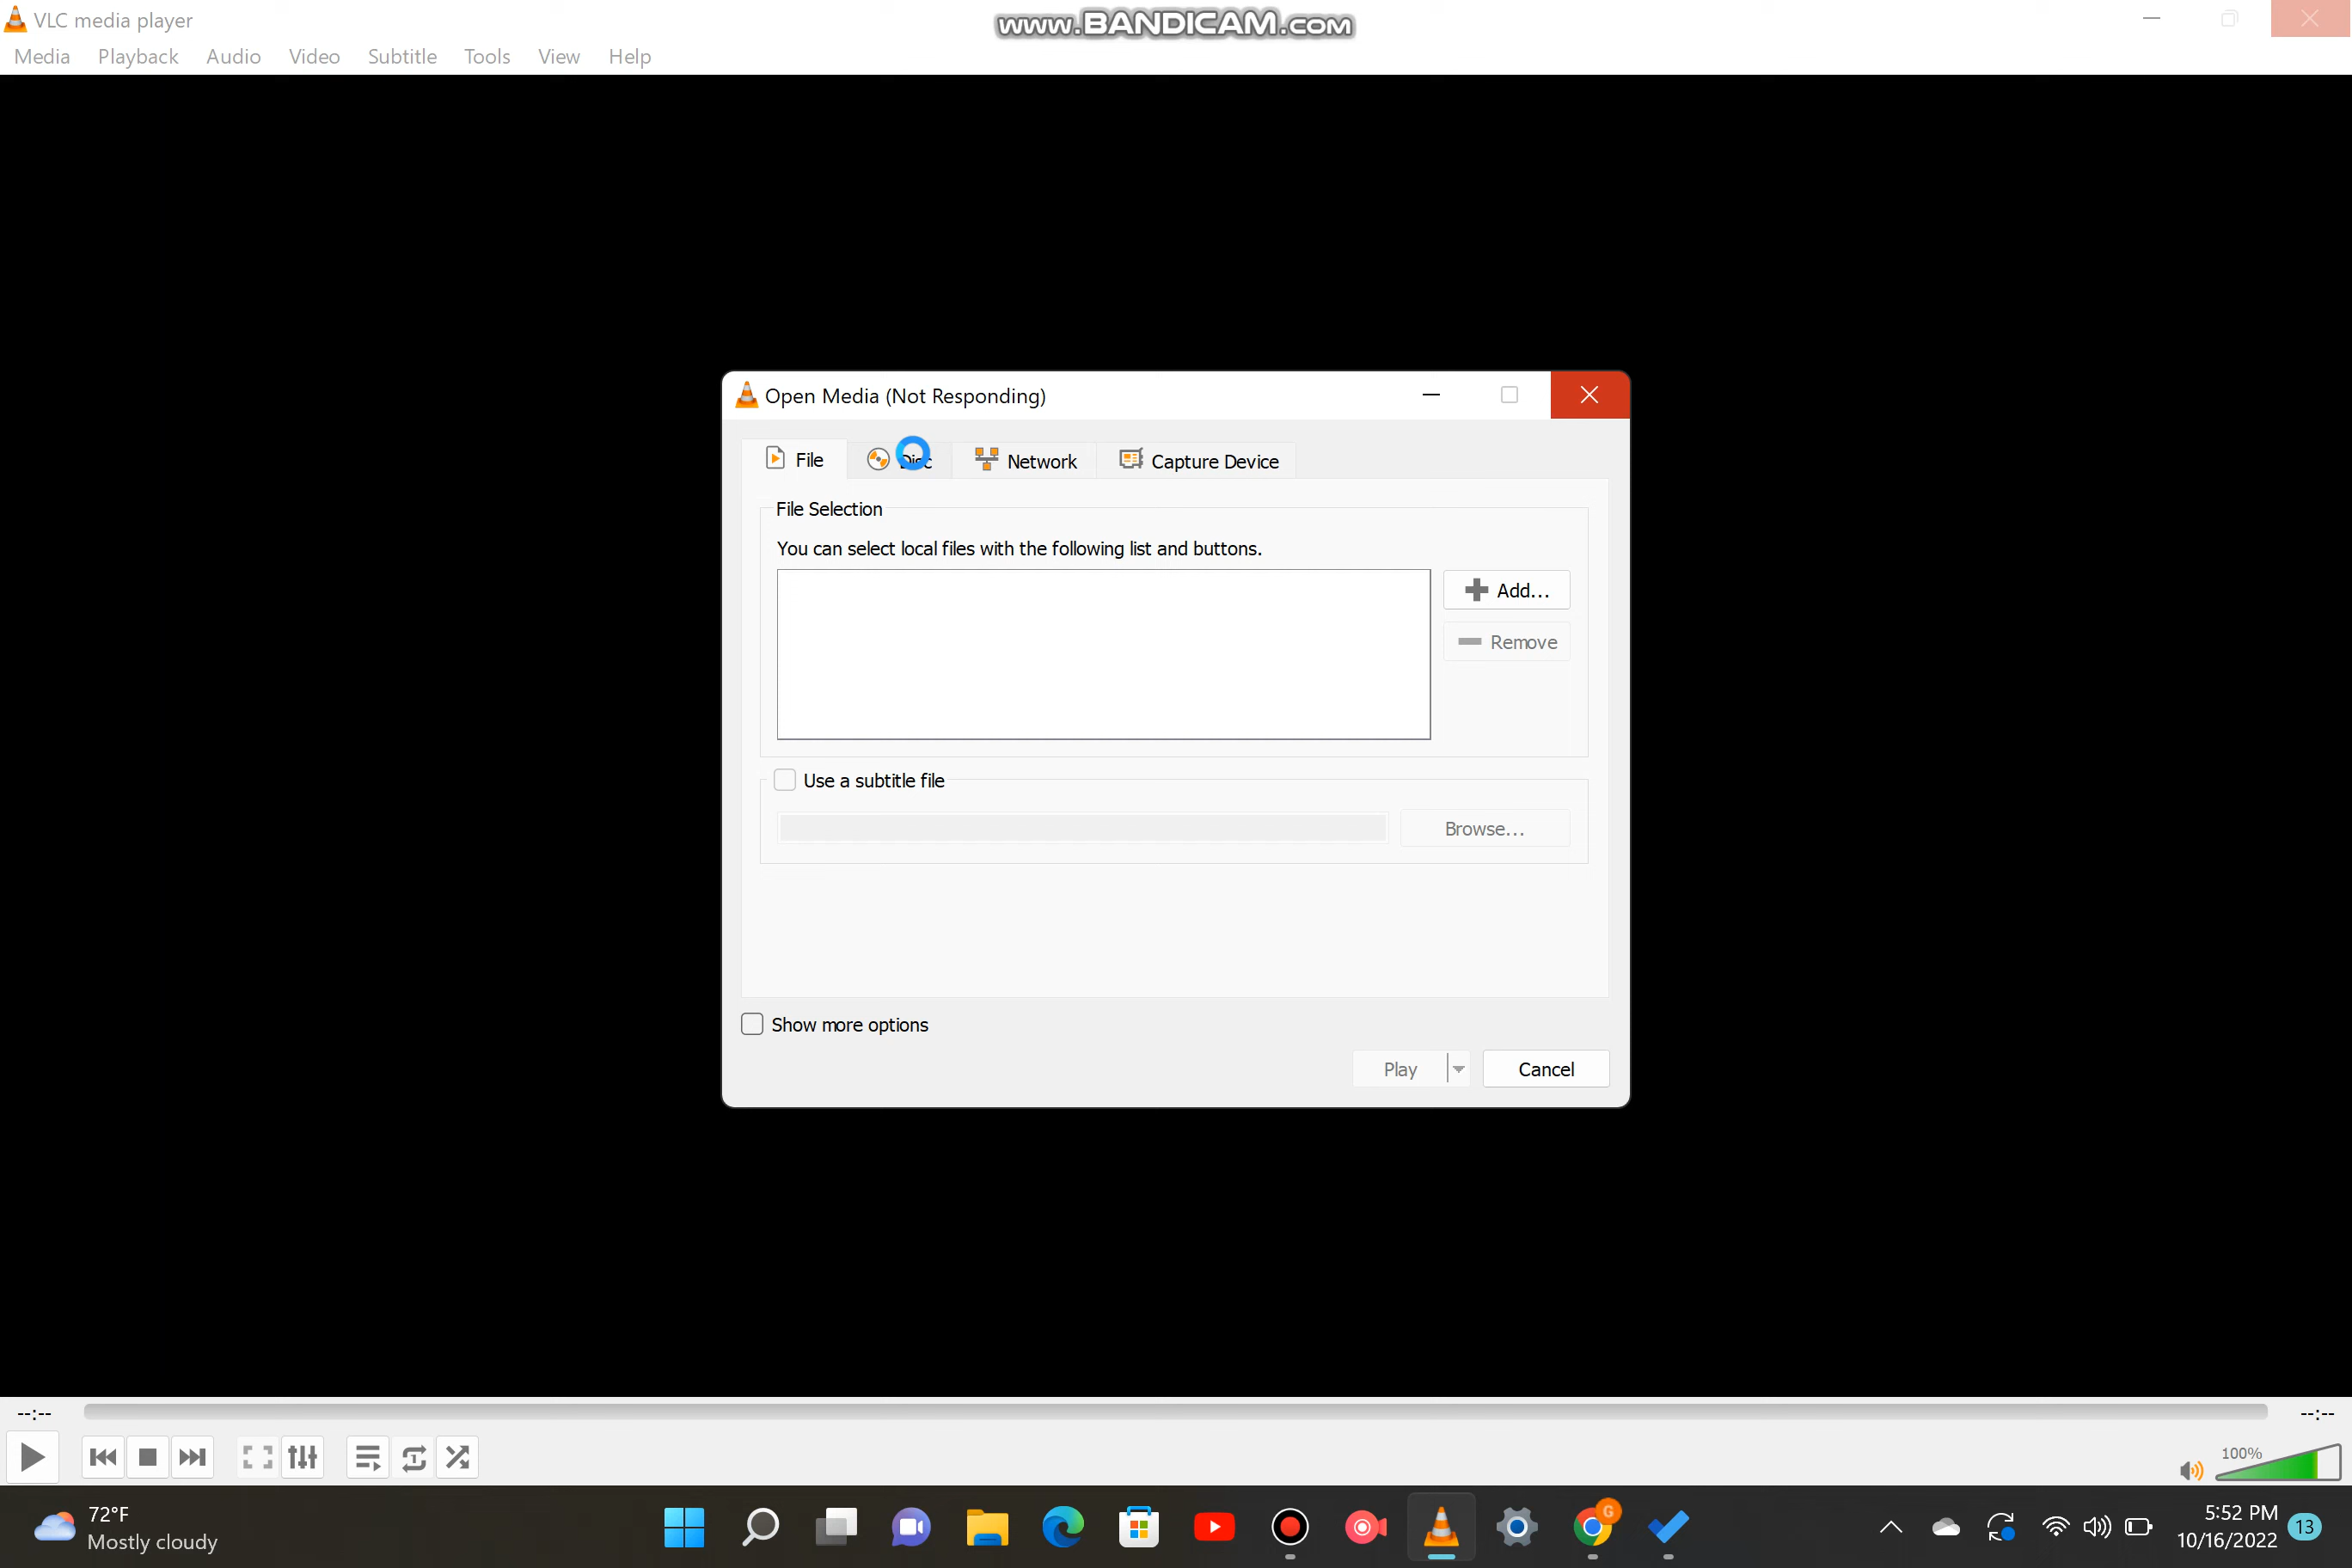 VLC media player
www.BANDICAM.com
Media Playback Audio Video Subtitle Tools View Help
Open Media (Not Responding)
File Disc Network Capture Device
File Selection
You can select local files with the following list and buttons.
Add...
Remove
Use a subtitle file
Browse...
Show more options
Play Cancel
--:-- --:--
100%
72°F
Mostly cloudy
G
5:52 PM
10/16/2022
13